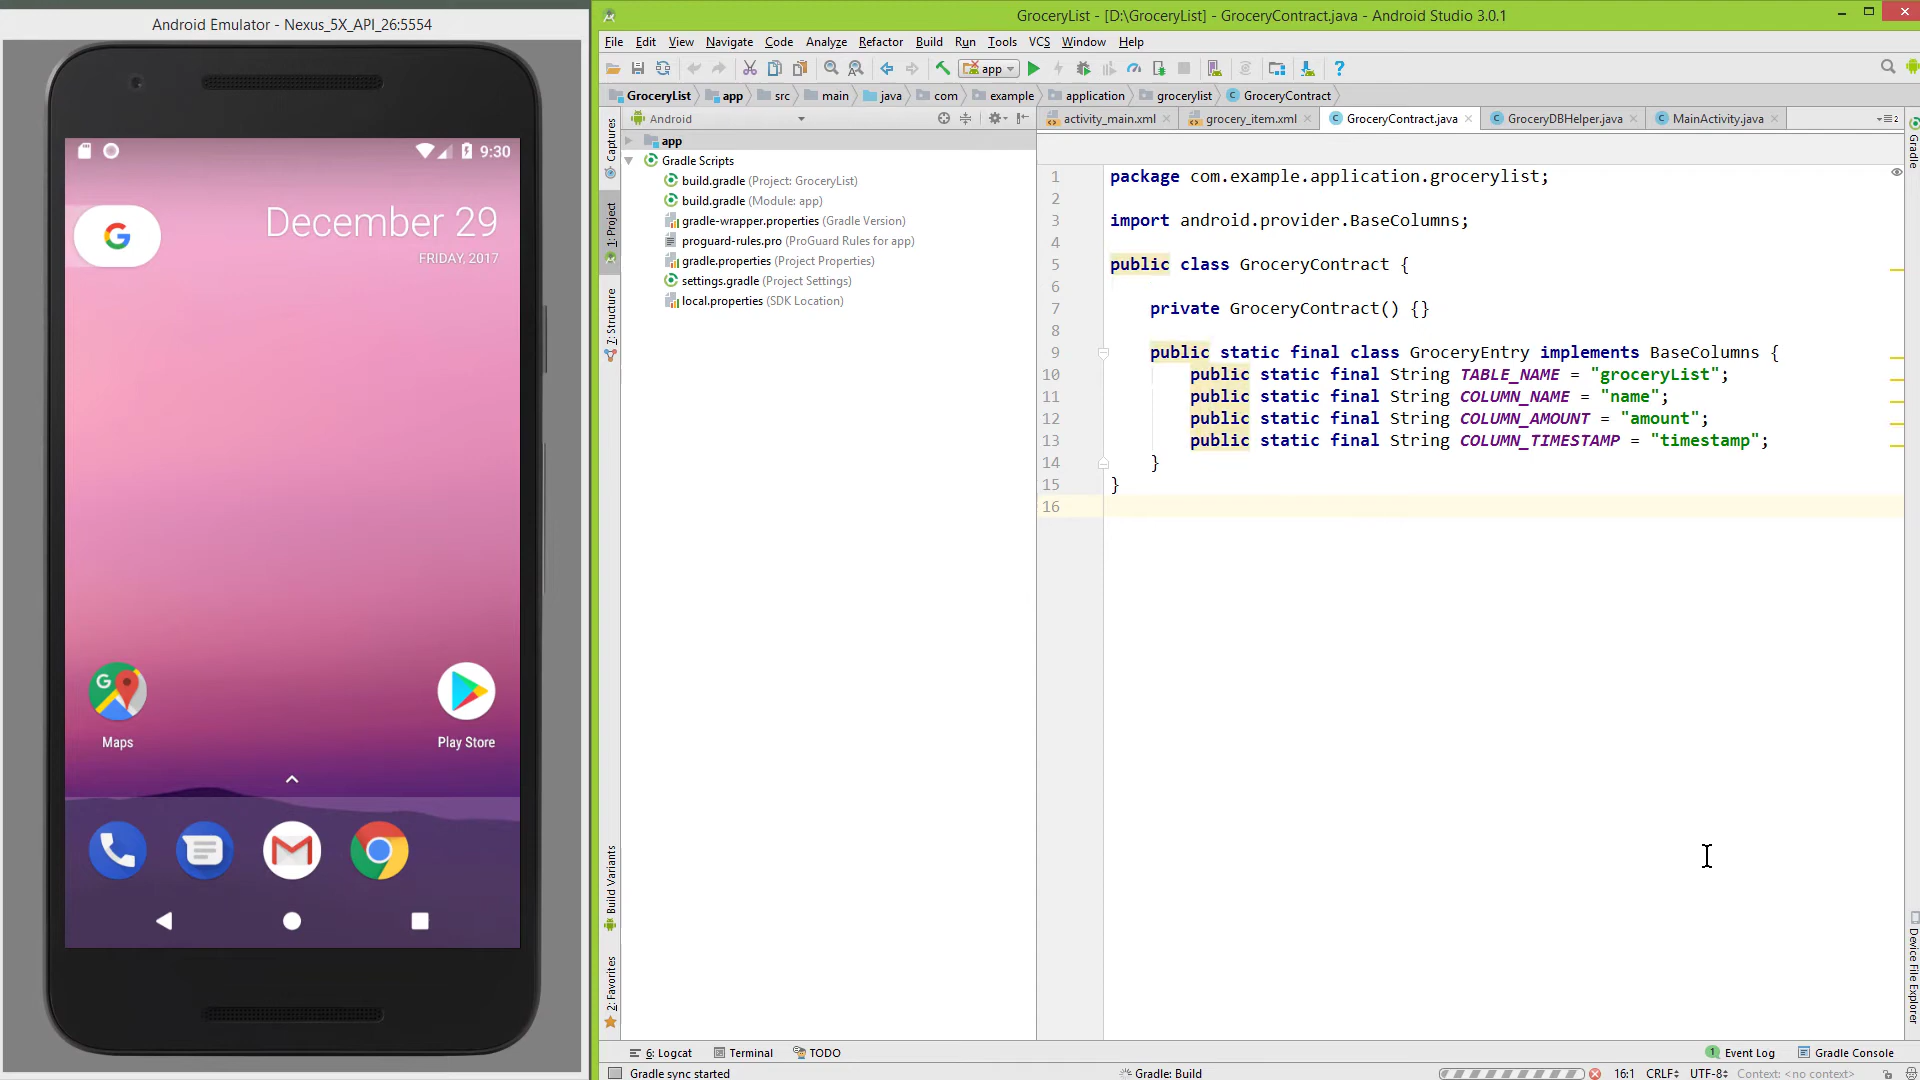 Android Emulator - Nexus_5X_API_26:5554
9:30
December 29
FRIDAY, 2017
Maps
Play Store
GroceryList - [D:\GroceryList] - GroceryContract.java - Android Studio 3.0.1
File Edit View Navigate Code Analyze Refactor Build Run Tools VCS Window Help
app
GroceryList app src main java com example application grocerylist GroceryContract
Android
activity_main.xml grocery_item.xml GroceryContract.java GroceryDBHelper.java MainActivity.java
Captures
1: Project
7: Structure
Build Variants
2: Favorites
app
Gradle Scripts
build.gradle (Project: GroceryList)
build.gradle (Module: app)
gradle-wrapper.properties (Gradle Version)
proguard-rules.pro (ProGuard Rules for app)
gradle.properties (Project Properties)
settings.gradle (Project Settings)
local.properties (SDK Location)
1 package com.example.application.grocerylist;
2
3 import android.provider.BaseColumns;
4
5 public class GroceryContract {
6
7 private GroceryContract() {}
8
9 public static final class GroceryEntry implements BaseColumns {
10 public static final String TABLE_NAME = "groceryList";
11 public static final String COLUMN_NAME = "name";
12 public static final String COLUMN_AMOUNT = "amount";
13 public static final String COLUMN_TIMESTAMP = "timestamp";
14 }
15 }
16
Gradle
Device File Explorer
6: Logcat Terminal TODO
1 Event Log Gradle Console
Gradle sync started Gradle: Build 16:1 CRLF UTF-8 Context: <no context>